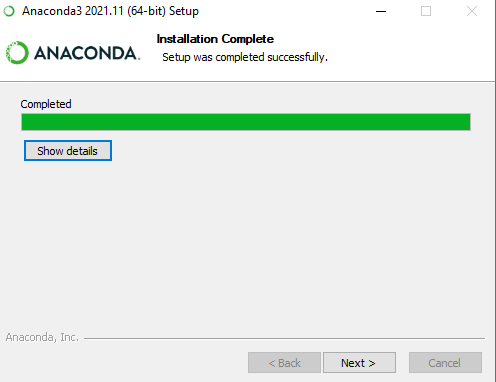 Anaconda3 2021.11 (64-bit) Setup
ANACONDA.
Installation Complete
Setup was completed successfully.
Completed
Show details
Anaconda, Inc.
< Back
Next >
Cancel